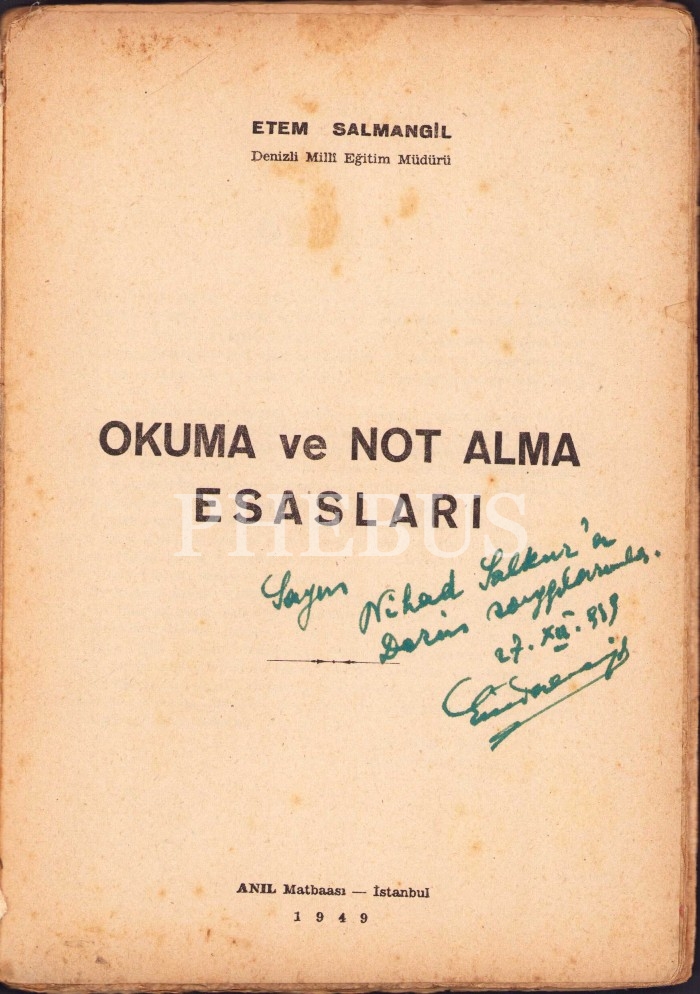 ETEM SALMANGİL
Denizli Millî Eğitim Müdürü
OKUMA ve NOT ALMA
ESASLARI
PHEBUS
Sayın Nihad Salkur'a
Derin saygılarımla.
27.XII.949
ANIL Matbaası — İstanbul
1949